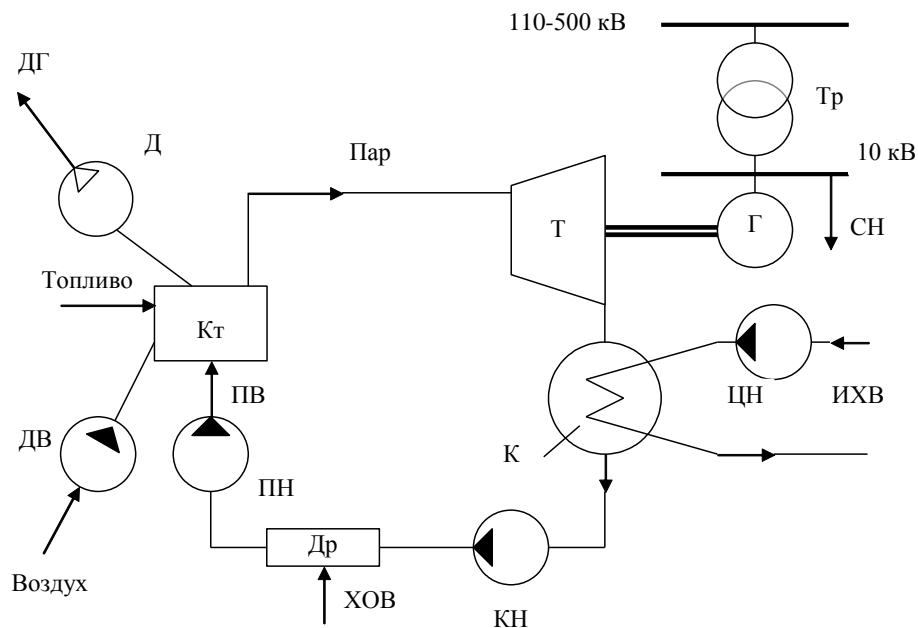 110-500 кВ
ДГ
Тр
Д
Пар
10 кВ
Т
Г
СН
Топливо
Кт
ПВ
ЦН
ИХВ
ДВ
К
ПН
Др
Воздух
ХОВ
КН